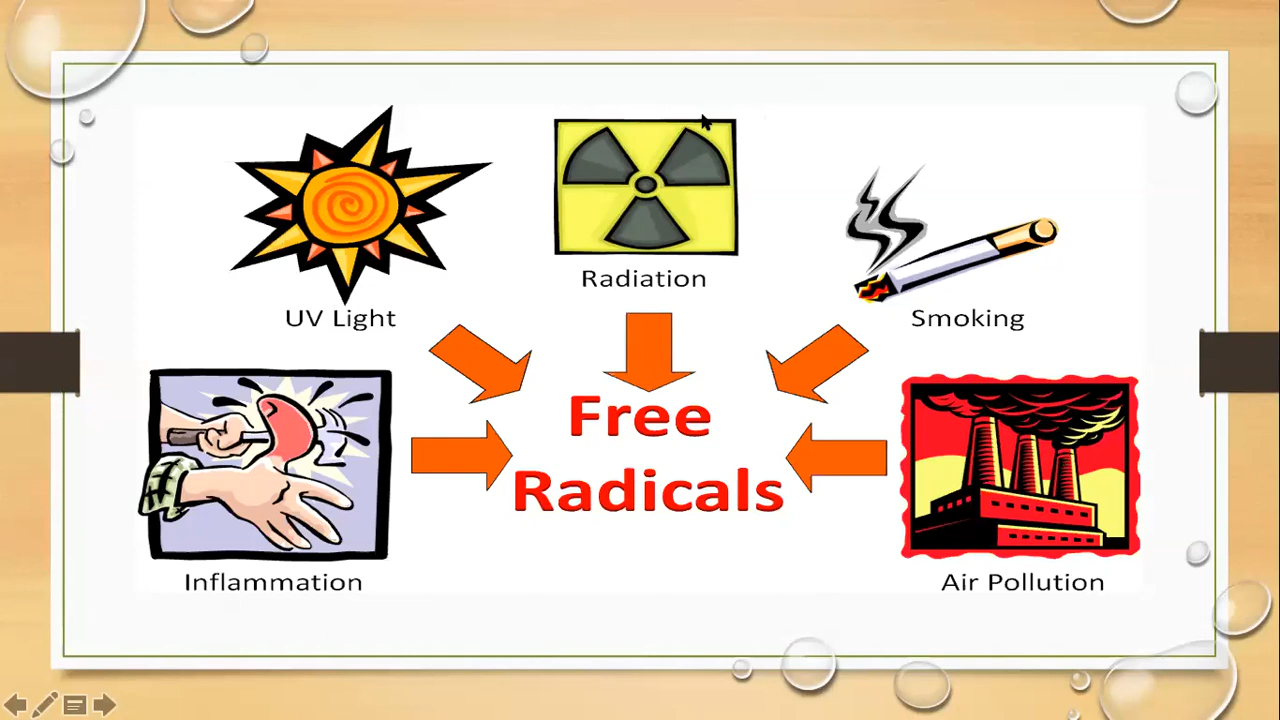 Radiation
UV Light
Smoking
Free
Radicals
Inflammation
Air Pollution